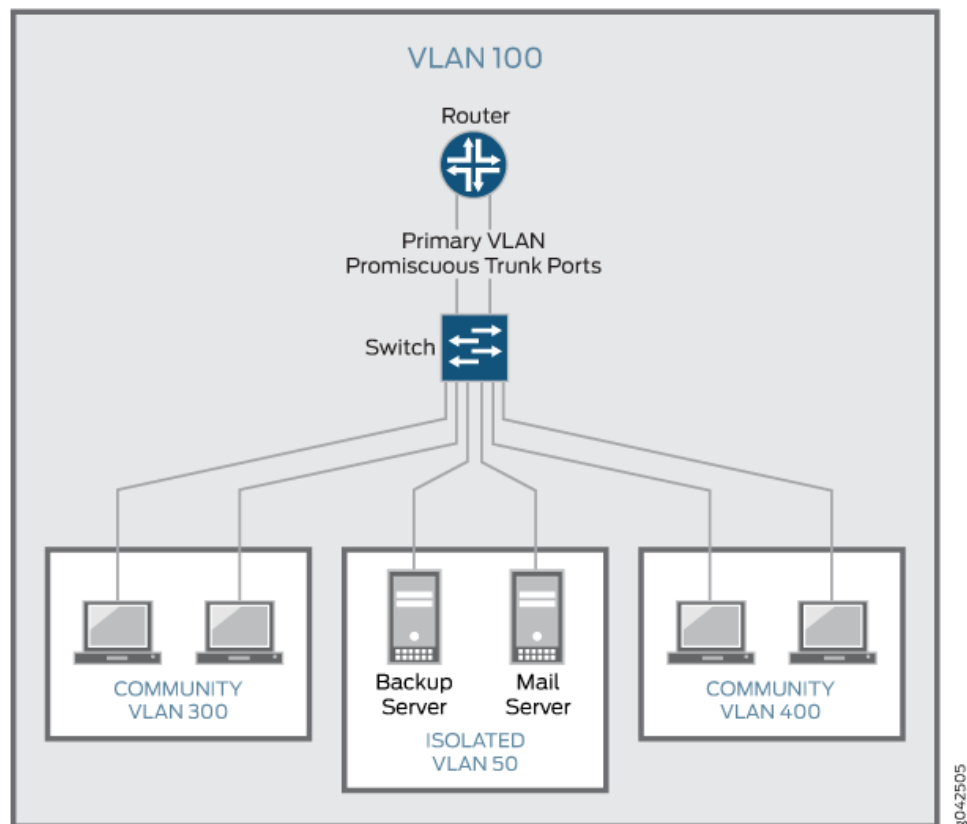 VLAN 100
Router
Primary VLAN
Promiscuous Trunk Ports
Switch
COMMUNITY
VLAN 300
Backup
Server
Mail
Server
ISOLATED
VLAN 50
COMMUNITY
VLAN 400
g042505